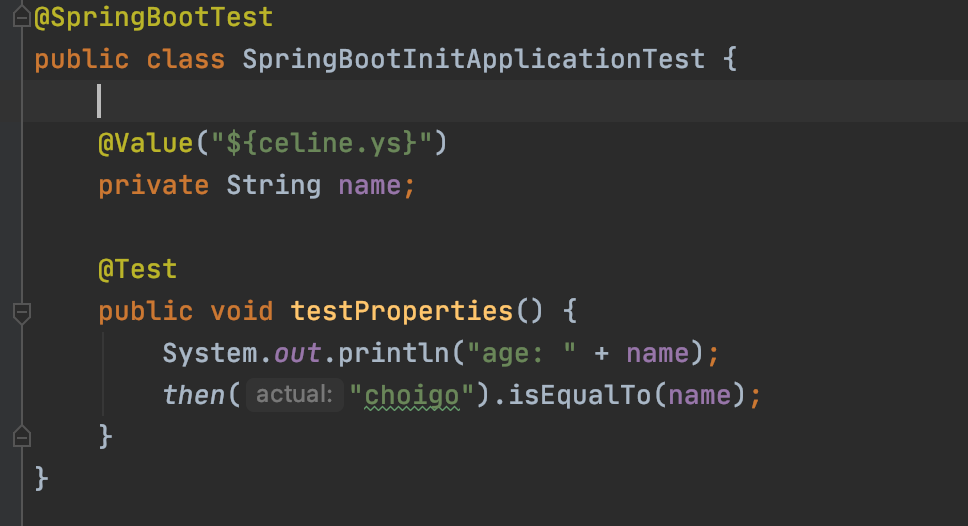 @SpringBootTest
public class SpringBootInitApplicationTest {
@Value("${celine.ys}")
private String name;
@Test
public void testProperties() {
System.out.println("age: " + name);
then( actual: "choigo").isEqualTo(name);
}
}